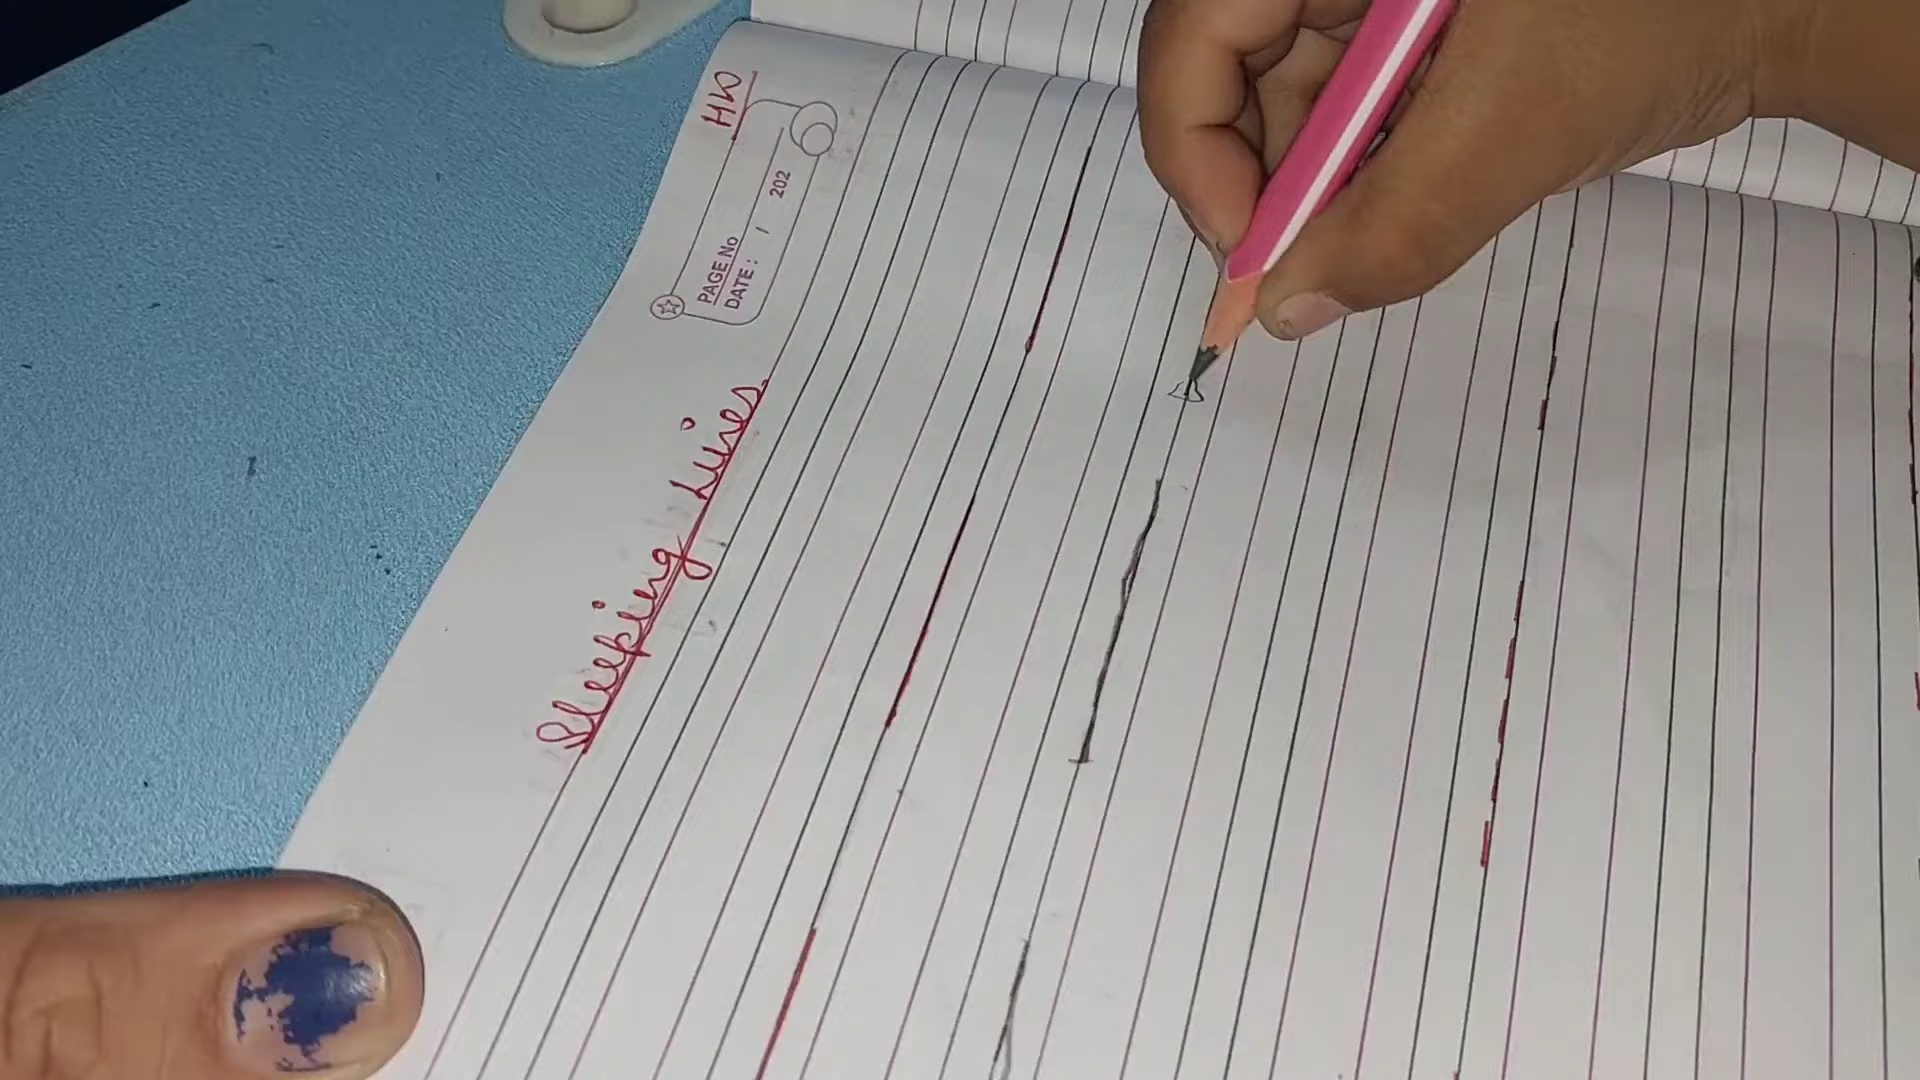 HW
PAGE No
DATE : / 202
Sleeping Lines.